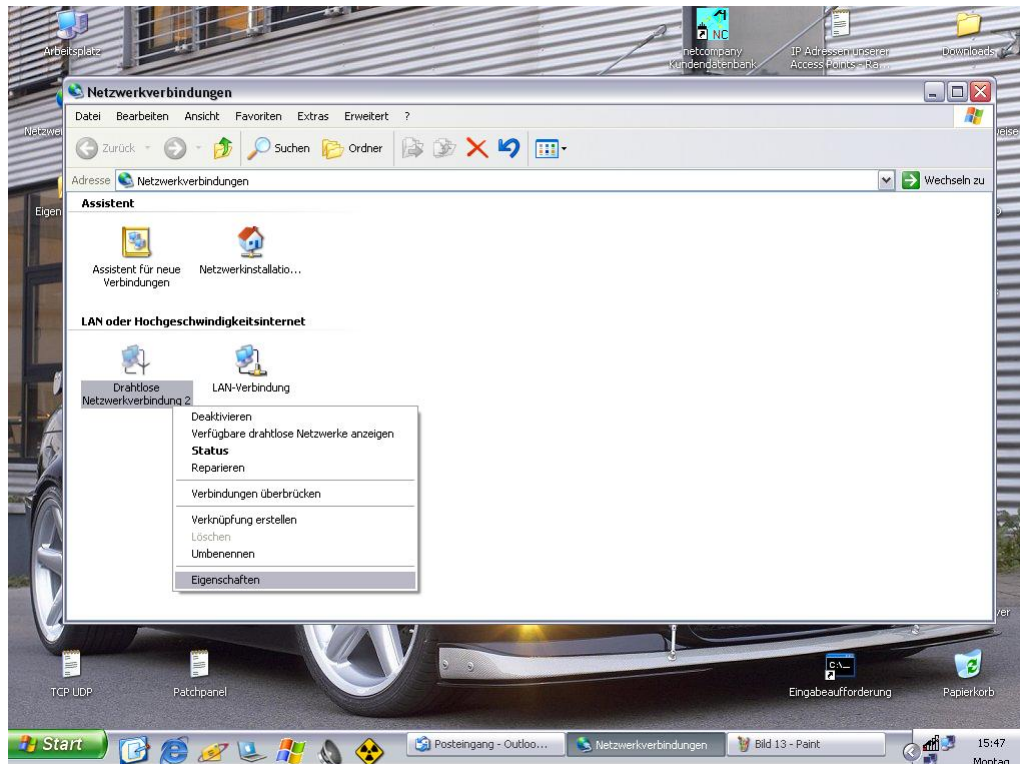 Arbeitsplatz
NC
netcompany
Kundendatenbank
IP Adressen unserer
Access Points - Ra...
Downloads
Netzwerkverbindungen
Datei Bearbeiten Ansicht Favoriten Extras Erweitert ?
Zurück Suchen Ordner
Adresse Netzwerkverbindungen Wechseln zu
Assistent
Assistent für neue
Verbindungen
Netzwerkinstallatio...
LAN oder Hochgeschwindigkeitsinternet
Drahtlose
Netzwerkverbindung 2
LAN-Verbindung
Deaktivieren
Verfügbare drahtlose Netzwerke anzeigen
Status
Reparieren
Verbindungen überbrücken
Verknüpfung erstellen
Löschen
Umbenennen
Eigenschaften
TCP UDP
Patchpanel
C:\_
Eingabeaufforderung
Papierkorb
Start
Posteingang - Outloo...
Netzwerkverbindungen
Bild 13 - Paint
15:47
Montag